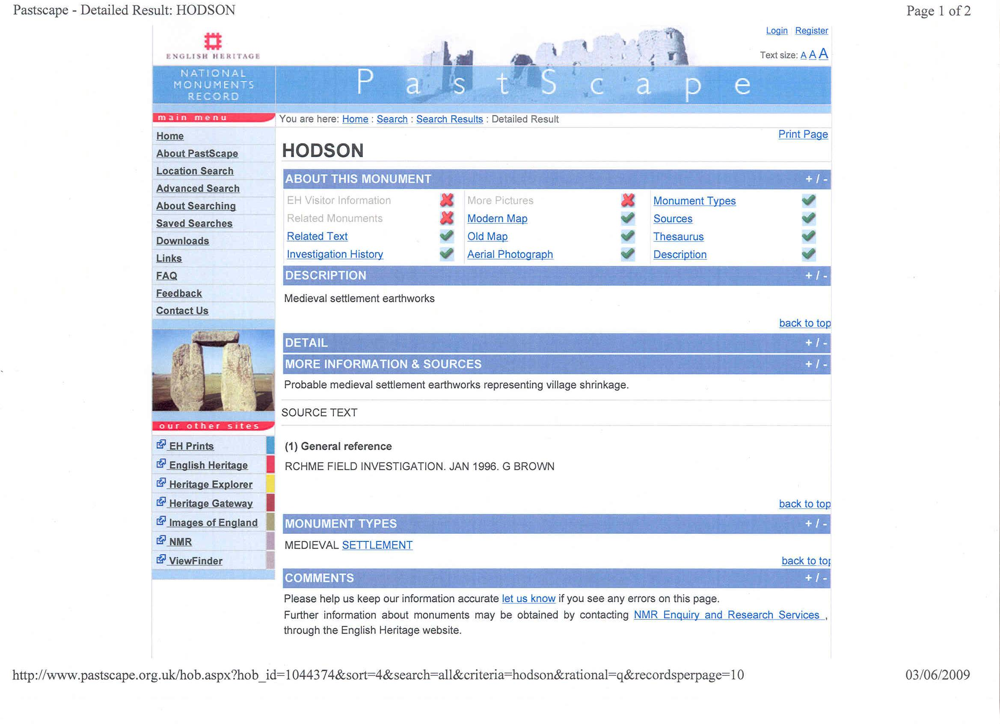 Pastscape - Detailed Result: HODSON
Page 1 of 2
ENGLISH HERITAGE
Login Register
Text size: A A A
NATIONAL
MONUMENTS
RECORD
PastScape
main menu
Home
About PastScape
Location Search
Advanced Search
About Searching
Saved Searches
Downloads
Links
FAQ
Feedback
Contact Us
our other sites
EH Prints
English Heritage
Heritage Explorer
Heritage Gateway
Images of England
NMR
ViewFinder
You are here: Home : Search : Search Results : Detailed Result
Print Page
HODSON
ABOUT THIS MONUMENT + / -
EH Visitor Information More Pictures Monument Types
Related Monuments Modern Map Sources
Related Text Old Map Thesaurus
Investigation History Aerial Photograph Description
DESCRIPTION + / -
Medieval settlement earthworks
back to top
DETAIL + / -
MORE INFORMATION & SOURCES + / -
Probable medieval settlement earthworks representing village shrinkage.
SOURCE TEXT
(1) General reference
RCHME FIELD INVESTIGATION. JAN 1996. G BROWN
back to top
MONUMENT TYPES + / -
MEDIEVAL SETTLEMENT
back to top
COMMENTS + / -
Please help us keep our information accurate let us know if you see any errors on this page.
Further information about monuments may be obtained by contacting NMR Enquiry and Research Services ,
through the English Heritage website.
http://www.pastscape.org.uk/hob.aspx?hob_id=1044374&sort=4&search=all&criteria=hodson&rational=q&recordsperpage=10
03/06/2009